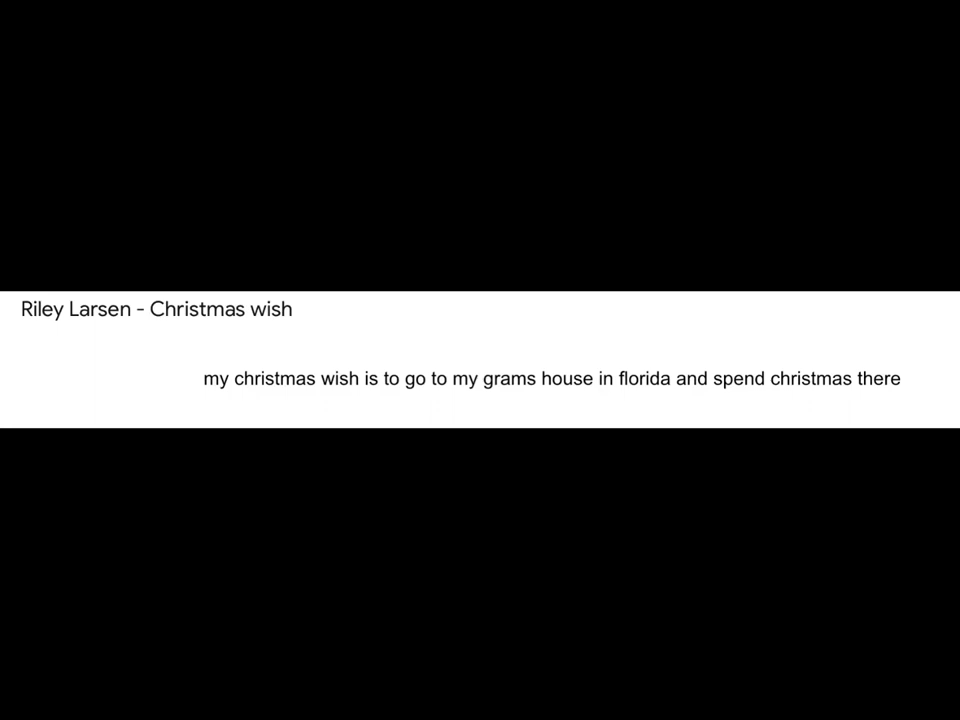 Riley Larsen - Christmas wish
my christmas wish is to go to my grams house in florida and spend christmas there